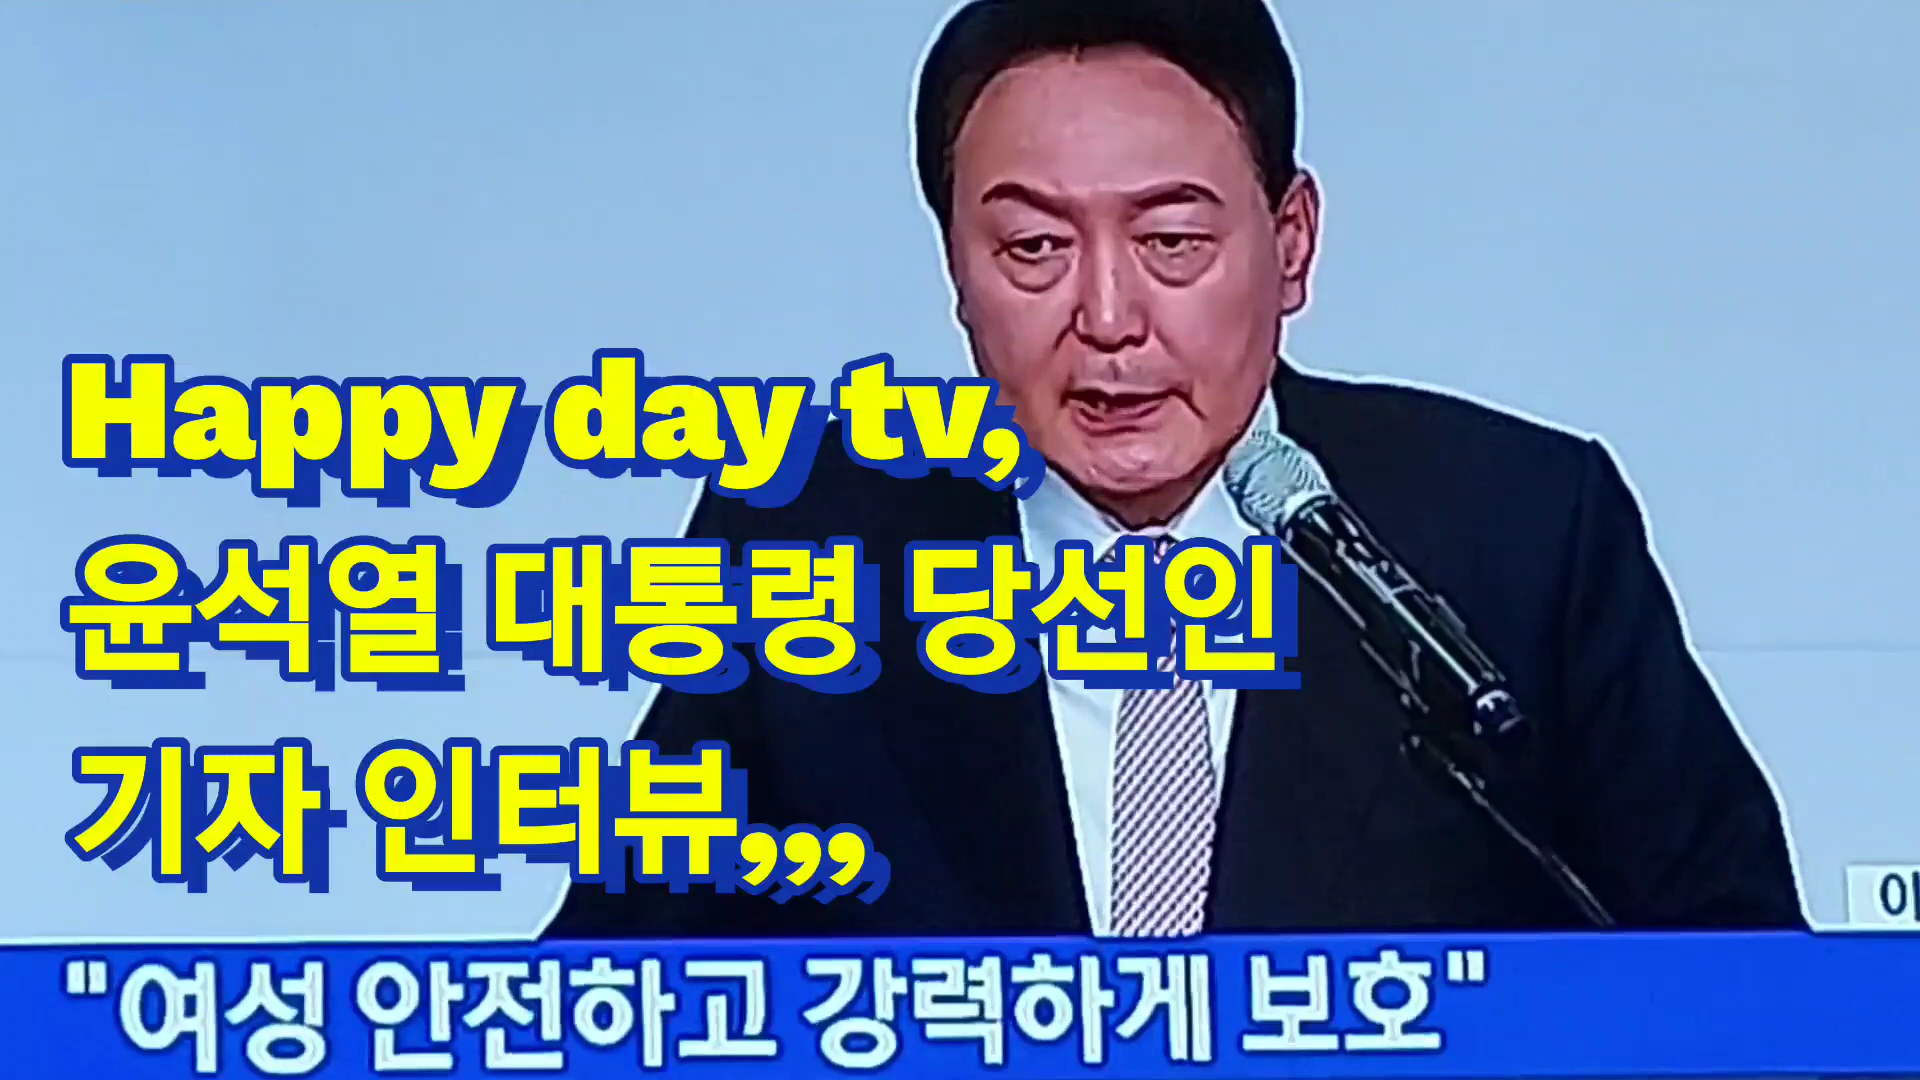 Happy day tv,
윤석열 대통령 당선인
기자 인터뷰,,,
이
"여성 안전하고 강력하게 보호"